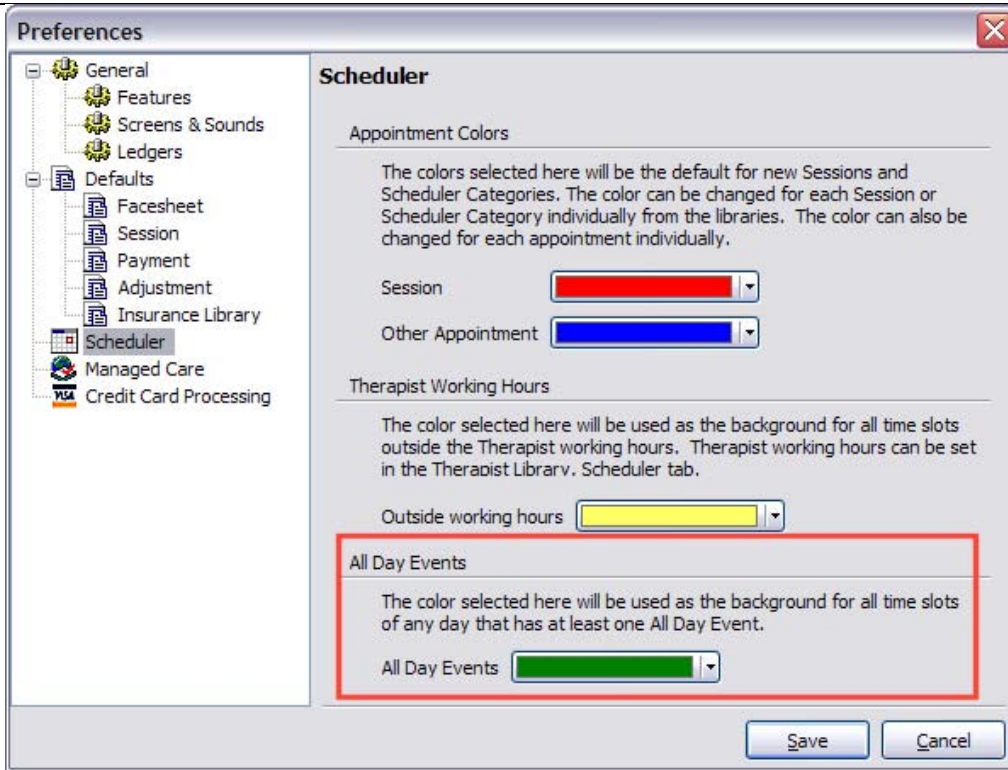 Preferences
General
Features
Screens & Sounds
Ledgers
Defaults
Facesheet
Session
Payment
Adjustment
Insurance Library
Scheduler
Managed Care
VISA Credit Card Processing
Scheduler
Appointment Colors
The colors selected here will be the default for new Sessions and
Scheduler Categories. The color can be changed for each Session or
Scheduler Category individually from the libraries. The color can also be
changed for each appointment individually.
Session
Other Appointment
Therapist Working Hours
The color selected here will be used as the background for all time slots
outside the Therapist working hours. Therapist working hours can be set
in the Therapist Library, Scheduler tab.
Outside working hours
All Day Events
The color selected here will be used as the background for all time slots
of any day that has at least one All Day Event.
All Day Events
Save
Cancel